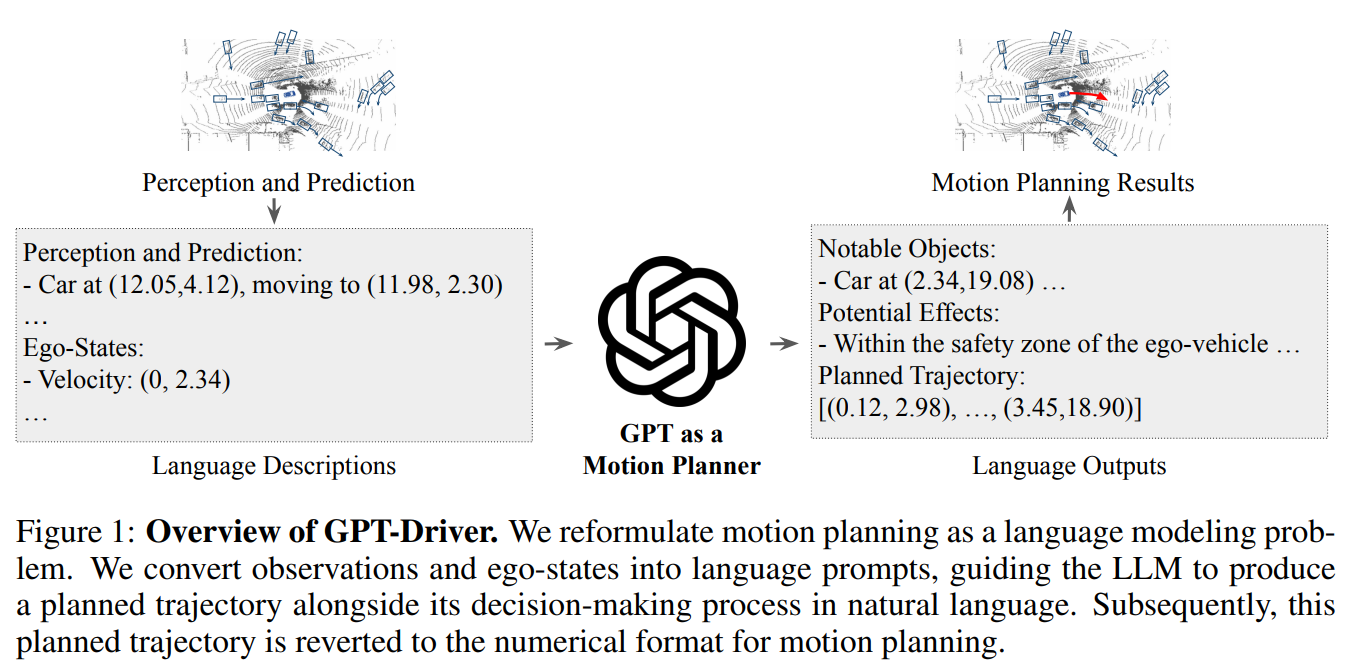 Perception and Prediction
Motion Planning Results
Perception and Prediction:
- Car at (12.05,4.12), moving to (11.98, 2.30)
…
Ego-States:
- Velocity: (0, 2.34)
…
Language Descriptions
GPT as a
Motion Planner
Notable Objects:
- Car at (2.34,19.08) …
Potential Effects:
- Within the safety zone of the ego-vehicle …
Planned Trajectory:
[(0.12, 2.98), …, (3.45,18.90)]
Language Outputs
Figure 1: Overview of GPT-Driver. We reformulate motion planning as a language modeling prob-
lem. We convert observations and ego-states into language prompts, guiding the LLM to produce
a planned trajectory alongside its decision-making process in natural language. Subsequently, this
planned trajectory is reverted to the numerical format for motion planning.